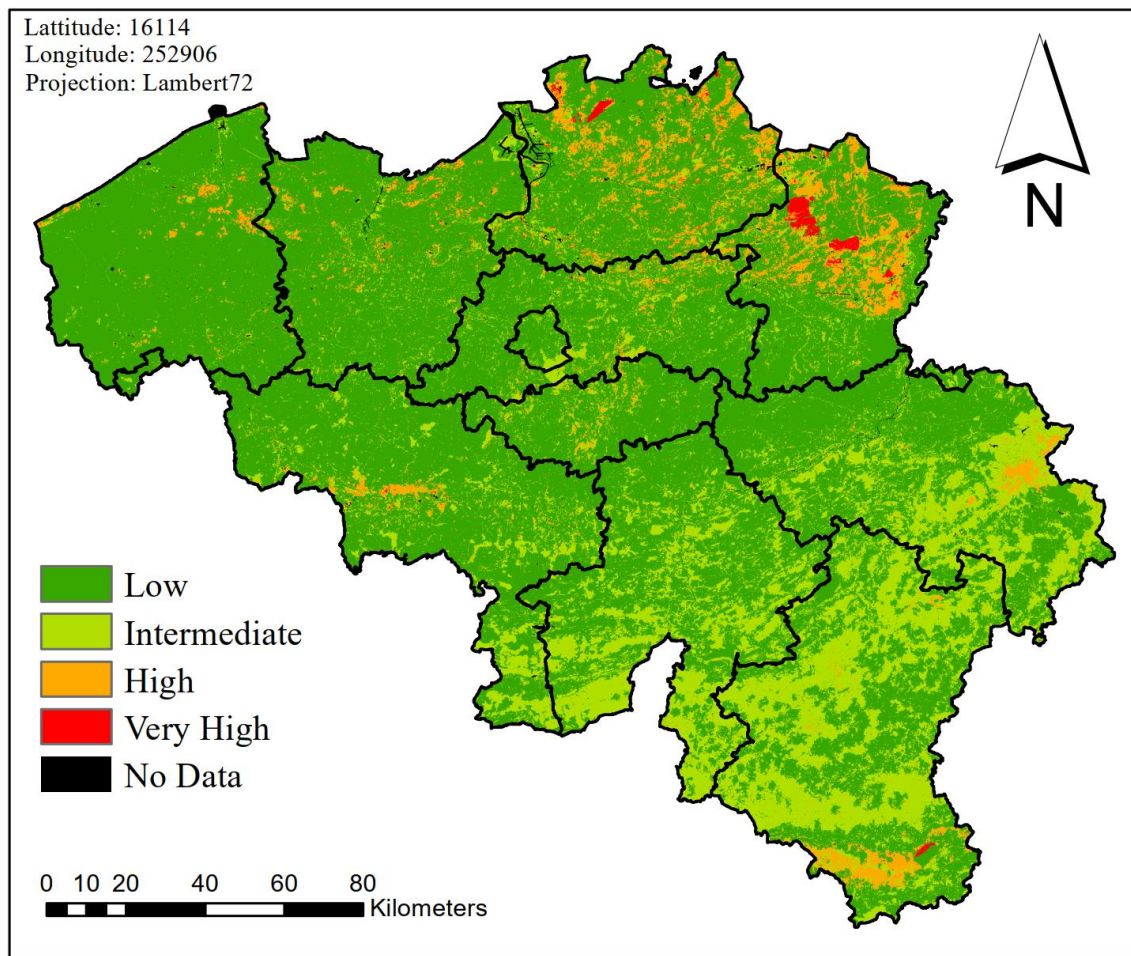 Lattitude: 16114
Longitude: 252906
Projection: Lambert72
N
Low
Intermediate
High
Very High
No Data
0 10 20 40 60 80
Kilometers